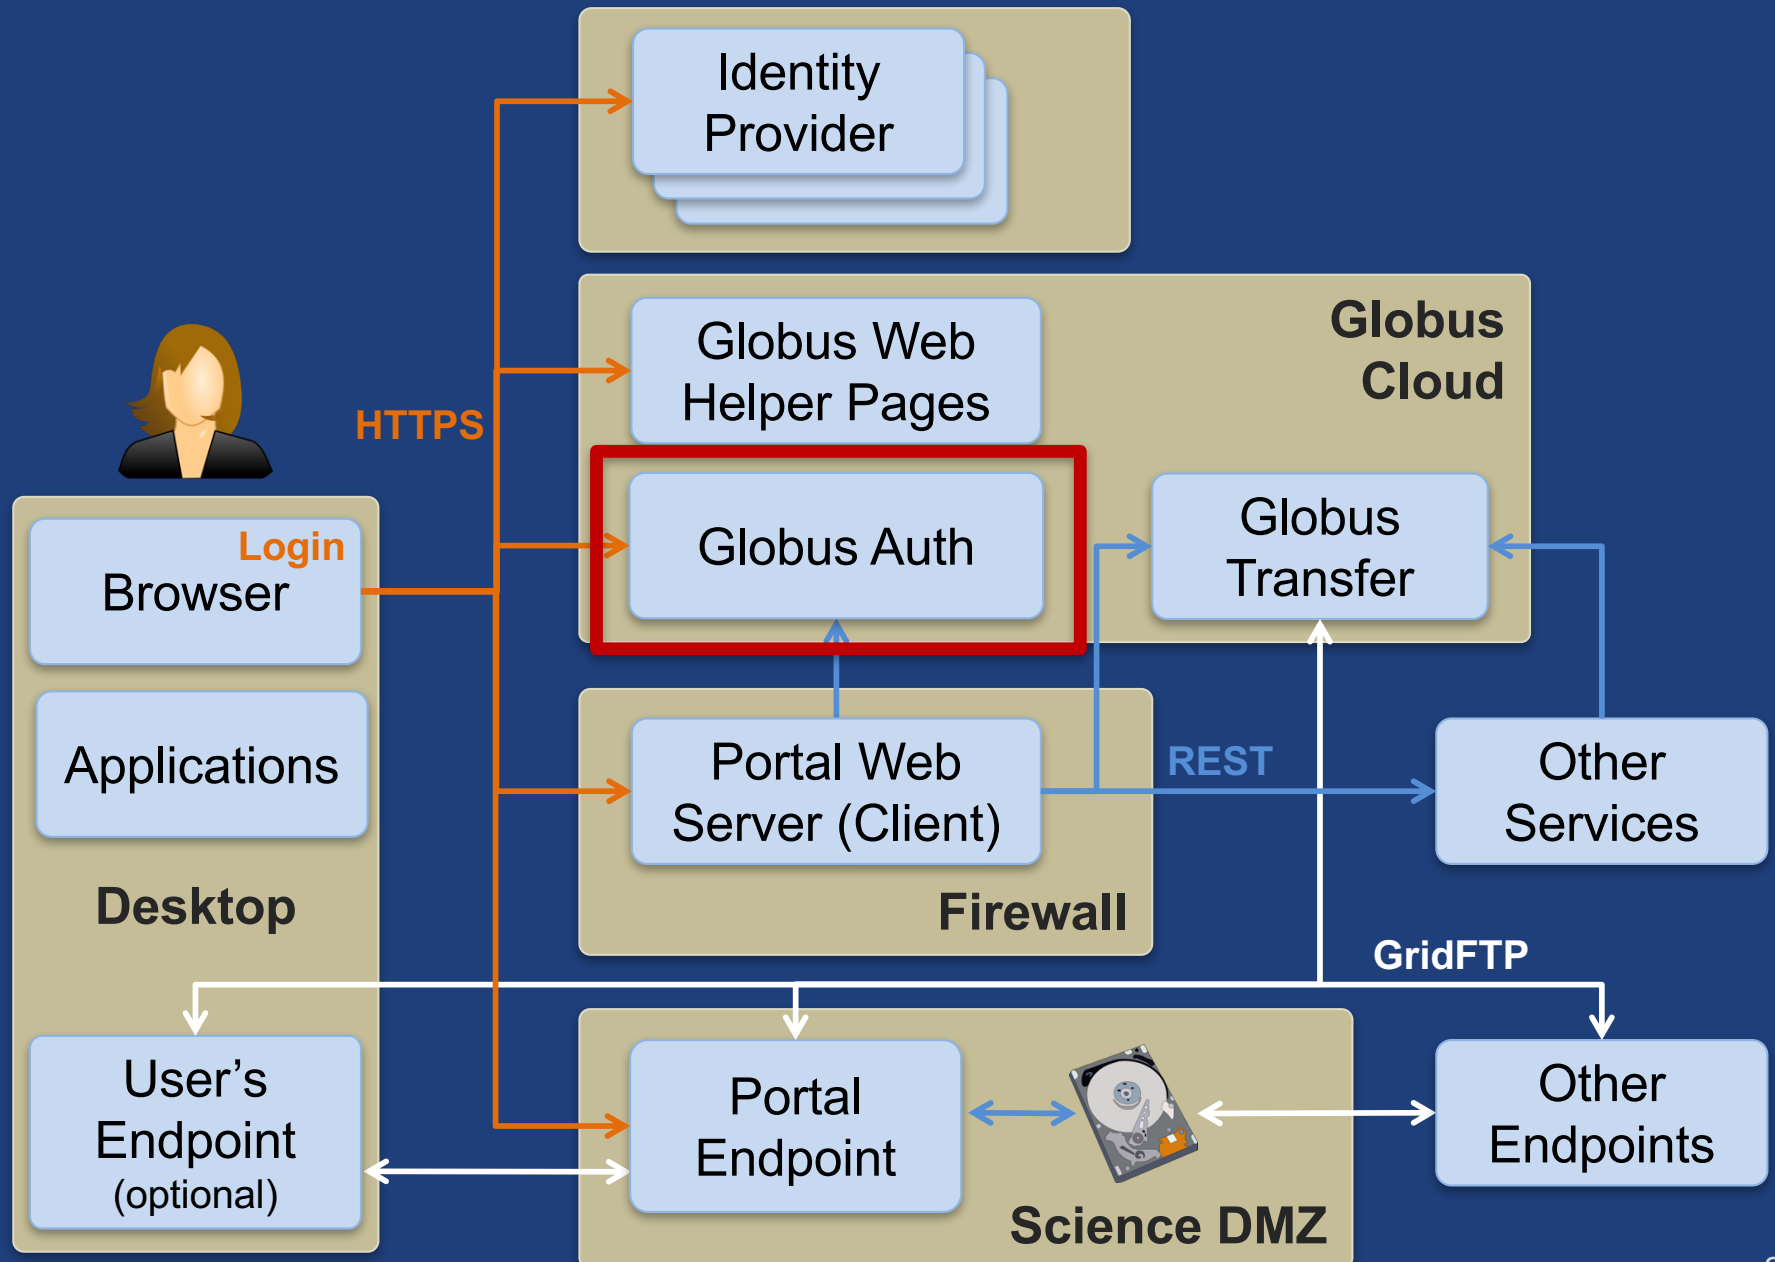 Identity
Provider
Globus Web
Helper Pages
Globus
Cloud
HTTPS
Login
Browser
Globus Auth
Globus
Transfer
Applications
Portal Web
Server (Client)
REST
Other
Services
Desktop
Firewall
GridFTP
User’s
Endpoint
(optional)
Portal
Endpoint
Other
Endpoints
Science DMZ